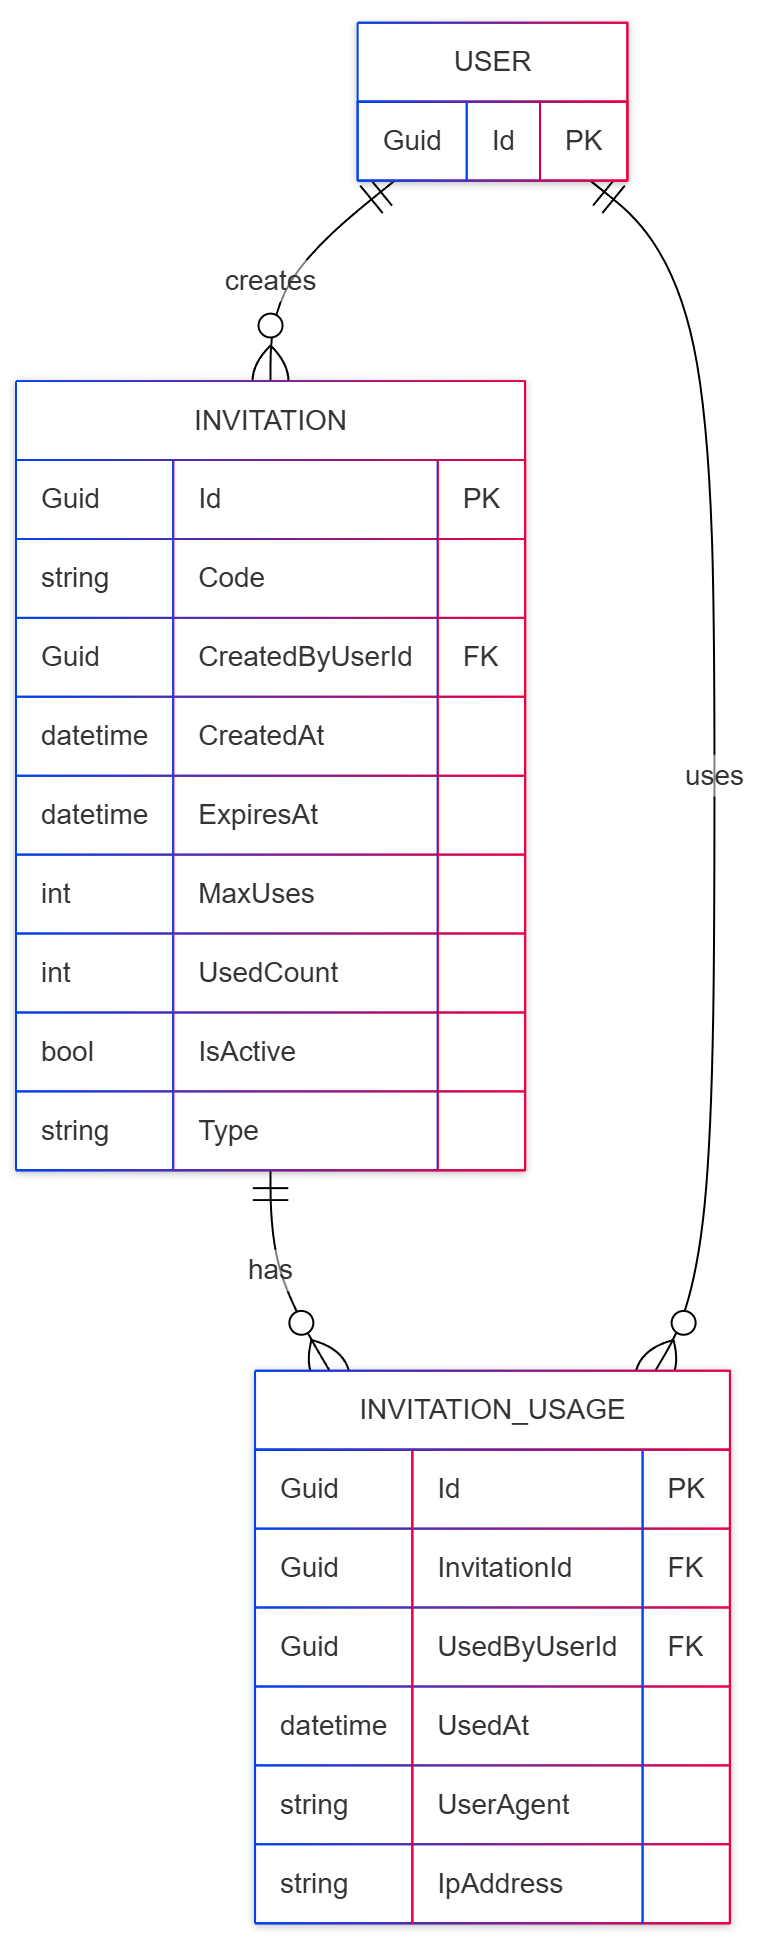 USER
Guid Id PK
creates
INVITATION
Guid Id PK
string Code
Guid CreatedByUserId FK
datetime CreatedAt
uses
datetime ExpiresAt
int MaxUses
int UsedCount
bool IsActive
string Type
has
INVITATION_USAGE
Guid Id PK
Guid InvitationId FK
Guid UsedByUserId FK
datetime UsedAt
string UserAgent
string IpAddress